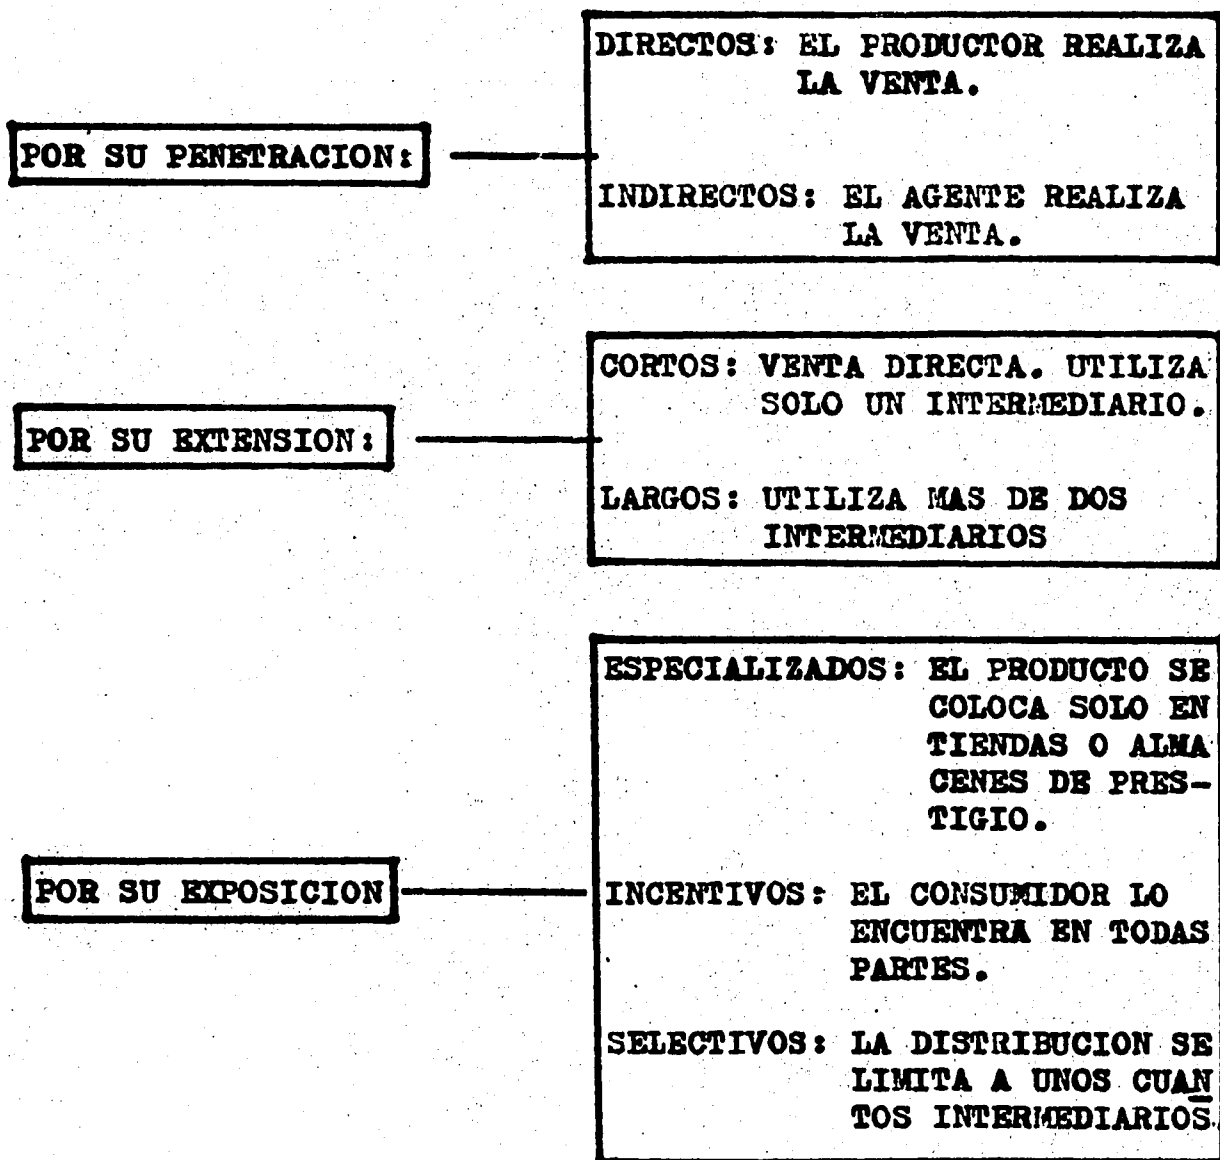 DIRECTOS: EL PRODUCTOR REALIZA
LA VENTA.
POR SU PENETRACION:
INDIRECTOS: EL AGENTE REALIZA
LA VENTA.
CORTOS: VENTA DIRECTA. UTILIZA
SOLO UN INTERMEDIARIO.
POR SU EXTENSION:
LARGOS: UTILIZA MAS DE DOS
INTERMEDIARIOS
ESPECIALIZADOS: EL PRODUCTO SE
COLOCA SOLO EN
TIENDAS O ALMA
CENES DE PRES-
TIGIO.
POR SU EXPOSICION
INCENTIVOS: EL CONSUMIDOR LO
ENCUENTRA EN TODAS
PARTES.
SELECTIVOS: LA DISTRIBUCION SE
LIMITA A UNOS CUAN
TOS INTERMEDIARIOS.